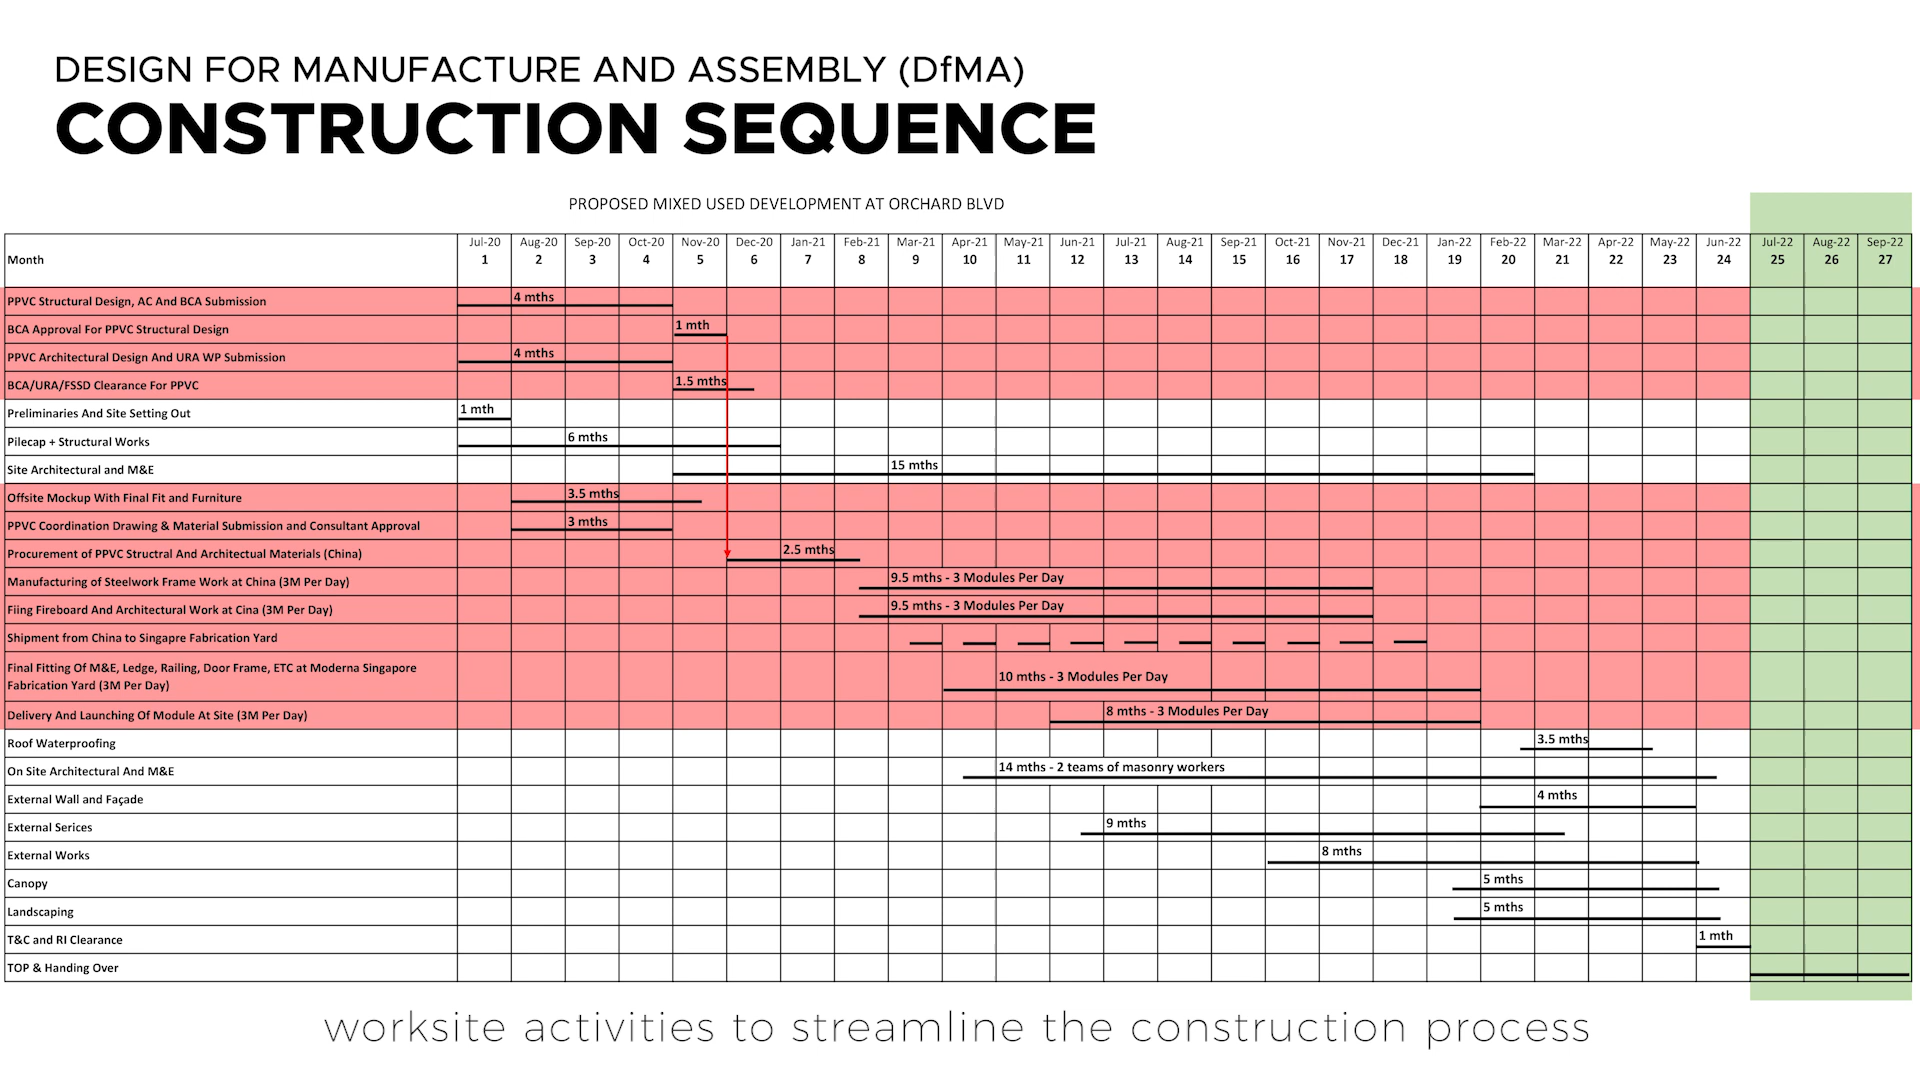 DESIGN FOR MANUFACTURE AND ASSEMBLY (DfMA)
CONSTRUCTION SEQUENCE
PROPOSED MIXED USED DEVELOPMENT AT ORCHARD BLVD
Jul-20 Aug-20 Sep-20 Oct-20 Nov-20 Dec-20 Jan-21 Feb-21 Mar-21 Apr-21 May-21 Jun-21 Jul-21 Aug-21 Sep-21 Oct-21 Nov-21 Dec-21 Jan-22 Feb-22 Mar-22 Apr-22 May-22 Jun-22 Jul-22 Aug-22 Sep-22
Month 1 2 3 4 5 6 7 8 9 10 11 12 13 14 15 16 17 18 19 20 21 22 23 24 25 26 27
PPVC Structural Design, AC And BCA Submission 4 mths
BCA Approval For PPVC Structural Design 1 mth
PPVC Architectural Design And URA WP Submission 4 mths
BCA/URA/FSSD Clearance For PPVC 1.5 mths
Preliminaries And Site Setting Out 1 mth
Pilecap + Structural Works 6 mths
Site Architectural and M&E 15 mths
Offsite Mockup With Final Fit and Furniture 3.5 mths
PPVC Coordination Drawing & Material Submission and Consultant Approval 3 mths
Procurement of PPVC Structral And Architectual Materials (China) 2.5 mths
Manufacturing of Steelwork Frame Work at China (3M Per Day) 9.5 mths - 3 Modules Per Day
Fiing Fireboard And Architectural Work at Cina (3M Per Day) 9.5 mths - 3 Modules Per Day
Shipment from China to Singapre Fabrication Yard
Final Fitting Of M&E, Ledge, Railing, Door Frame, ETC at Moderna Singapore
Fabrication Yard (3M Per Day) 10 mths - 3 Modules Per Day
Delivery And Launching Of Module At Site (3M Per Day) 8 mths - 3 Modules Per Day
Roof Waterproofing 3.5 mths
On Site Architectural And M&E 14 mths - 2 teams of masonry workers
External Wall and Façade 4 mths
External Serices 9 mths
External Works 8 mths
Canopy 5 mths
Landscaping 5 mths
T&C and RI Clearance 1 mth
TOP & Handing Over
worksite activities to streamline the construction process